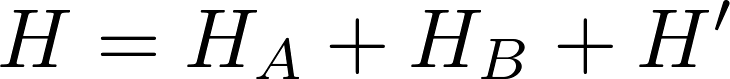 H = H_A + H_B + H′